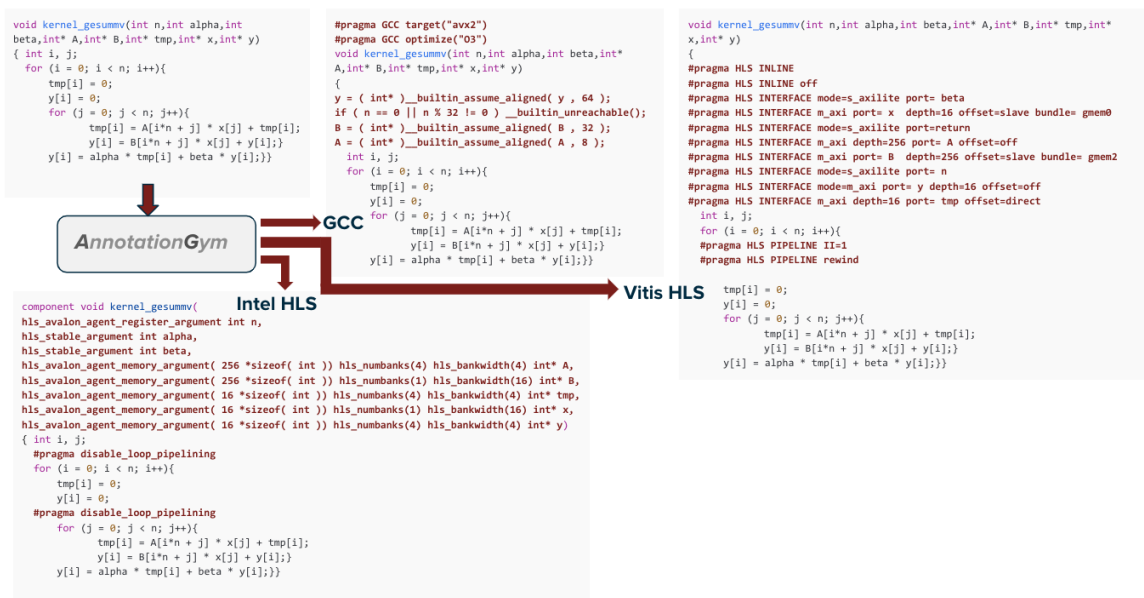 void kernel_gesummv(int n,int alpha,int
beta,int* A,int* B,int* tmp,int* x,int* y)
{ int i, j;
for (i = 0; i < n; i++){
tmp[i] = 0;
y[i] = 0;
for (j = 0; j < n; j++){
tmp[i] = A[i*n + j] * x[j] + tmp[i];
y[i] = B[i*n + j] * x[j] + y[i];}
y[i] = alpha * tmp[i] + beta * y[i];}}
AnnotationGym
GCC
#pragma GCC target("avx2")
#pragma GCC optimize("O3")
void kernel_gesummv(int n,int alpha,int beta,int*
A,int* B,int* tmp,int* x,int* y)
{
y = ( int* )__builtin_assume_aligned( y , 64 );
if ( n == 0 || n % 32 != 0 ) __builtin_unreachable();
B = ( int* )__builtin_assume_aligned( B , 32 );
A = ( int* )__builtin_assume_aligned( A , 8 );
int i, j;
for (i = 0; i < n; i++){
tmp[i] = 0;
y[i] = 0;
for (j = 0; j < n; j++){
tmp[i] = A[i*n + j] * x[j] + tmp[i];
y[i] = B[i*n + j] * x[j] + y[i];}
y[i] = alpha * tmp[i] + beta * y[i];}}
Vitis HLS
void kernel_gesummv(int n,int alpha,int beta,int* A,int* B,int* tmp,int*
x,int* y)
{
#pragma HLS INLINE
#pragma HLS INLINE off
#pragma HLS INTERFACE mode=s_axilite port= beta
#pragma HLS INTERFACE m_axi port= x depth=16 offset=slave bundle= gmem0
#pragma HLS INTERFACE mode=s_axilite port=return
#pragma HLS INTERFACE m_axi depth=256 port= A offset=off
#pragma HLS INTERFACE m_axi port= B depth=256 offset=slave bundle= gmem2
#pragma HLS INTERFACE mode=s_axilite port= n
#pragma HLS INTERFACE mode=m_axi port= y depth=16 offset=off
#pragma HLS INTERFACE m_axi depth=16 port= tmp offset=direct
int i, j;
for (i = 0; i < n; i++){
#pragma HLS PIPELINE II=1
#pragma HLS PIPELINE rewind
tmp[i] = 0;
y[i] = 0;
for (j = 0; j < n; j++){
tmp[i] = A[i*n + j] * x[j] + tmp[i];
y[i] = B[i*n + j] * x[j] + y[i];}
y[i] = alpha * tmp[i] + beta * y[i];}}
Intel HLS
component void kernel_gesummv(
hls_avalon_agent_register_argument int n,
hls_stable_argument int alpha,
hls_stable_argument int beta,
hls_avalon_agent_memory_argument( 256 *sizeof( int )) hls_numbanks(4) hls_bankwidth(4) int* A,
hls_avalon_agent_memory_argument( 256 *sizeof( int )) hls_numbanks(1) hls_bankwidth(16) int* B,
hls_avalon_agent_memory_argument( 16 *sizeof( int )) hls_numbanks(4) hls_bankwidth(4) int* tmp,
hls_avalon_agent_memory_argument( 16 *sizeof( int )) hls_numbanks(1) hls_bankwidth(16) int* x,
hls_avalon_agent_memory_argument( 16 *sizeof( int )) hls_numbanks(4) hls_bankwidth(4) int* y)
{ int i, j;
#pragma disable_loop_pipelining
for (i = 0; i < n; i++){
tmp[i] = 0;
y[i] = 0;
#pragma disable_loop_pipelining
for (j = 0; j < n; j++){
tmp[i] = A[i*n + j] * x[j] + tmp[i];
y[i] = B[i*n + j] * x[j] + y[i];}
y[i] = alpha * tmp[i] + beta * y[i];}}